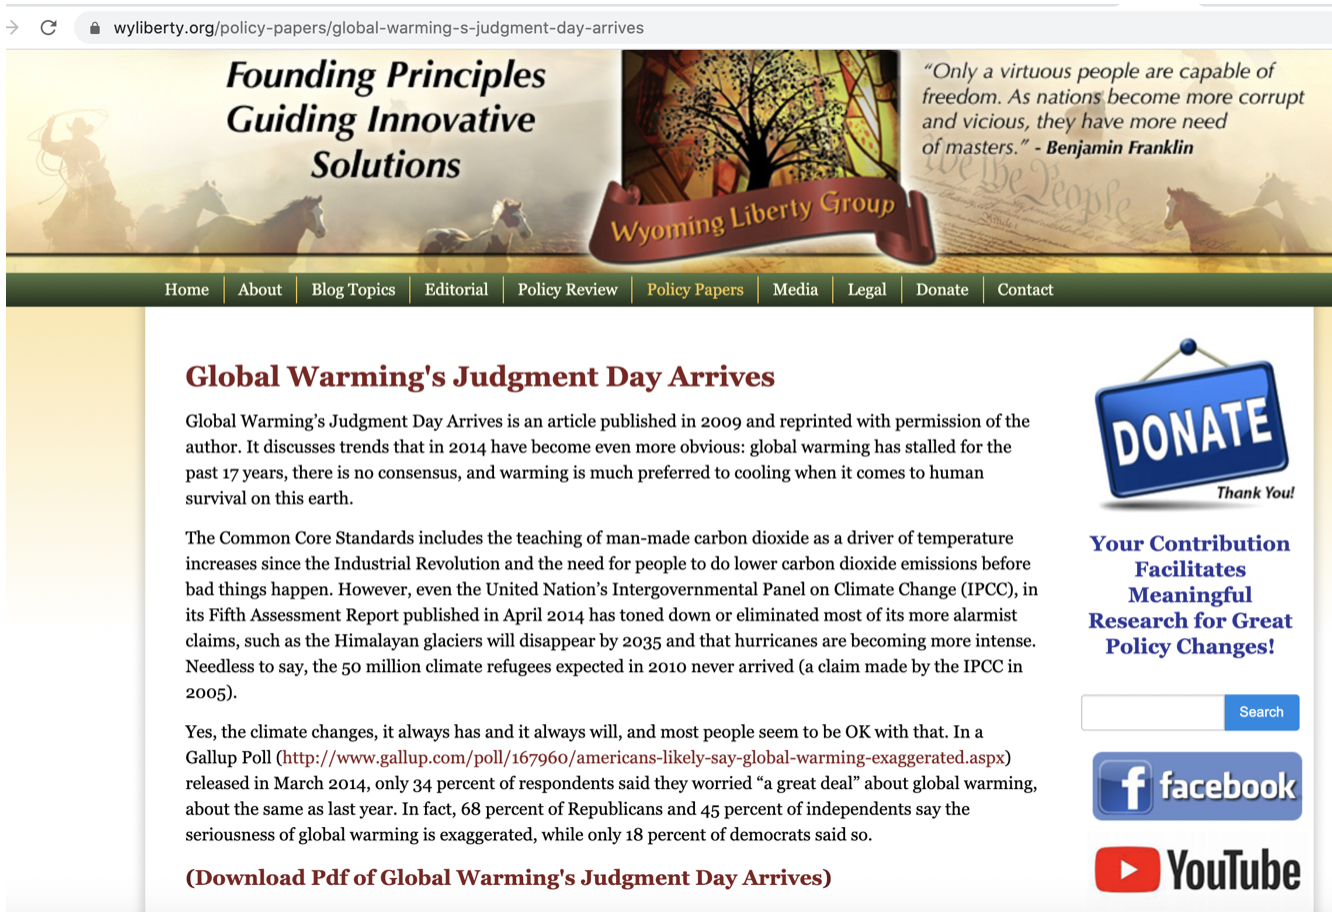 wyliberty.org/policy-papers/global-warming-s-judgment-day-arrives
Founding Principles
Guiding Innovative
Solutions
Wyoming Liberty Group
“Only a virtuous people are capable of
freedom. As nations become more corrupt
and vicious, they have more need
of masters.” - Benjamin Franklin
We the People
Home
About
Blog Topics
Editorial
Policy Review
Policy Papers
Media
Legal
Donate
Contact
Global Warming's Judgment Day Arrives
Global Warming’s Judgment Day Arrives is an article published in 2009 and reprinted with permission of the
author. It discusses trends that in 2014 have become even more obvious: global warming has stalled for the
past 17 years, there is no consensus, and warming is much preferred to cooling when it comes to human
survival on this earth.
The Common Core Standards includes the teaching of man-made carbon dioxide as a driver of temperature
increases since the Industrial Revolution and the need for people to do lower carbon dioxide emissions before
bad things happen. However, even the United Nation’s Intergovernmental Panel on Climate Change (IPCC), in
its Fifth Assessment Report published in April 2014 has toned down or eliminated most of its more alarmist
claims, such as the Himalayan glaciers will disappear by 2035 and that hurricanes are becoming more intense.
Needless to say, the 50 million climate refugees expected in 2010 never arrived (a claim made by the IPCC in
2005).
Yes, the climate changes, it always has and it always will, and most people seem to be OK with that. In a
Gallup Poll (http://www.gallup.com/poll/167960/americans-likely-say-global-warming-exaggerated.aspx)
released in March 2014, only 34 percent of respondents said they worried “a great deal” about global warming,
about the same as last year. In fact, 68 percent of Republicans and 45 percent of independents say the
seriousness of global warming is exaggerated, while only 18 percent of democrats said so.
(Download Pdf of Global Warming's Judgment Day Arrives)
DONATE
Thank You!
Your Contribution
Facilitates
Meaningful
Research for Great
Policy Changes!
Search
f facebook
YouTube